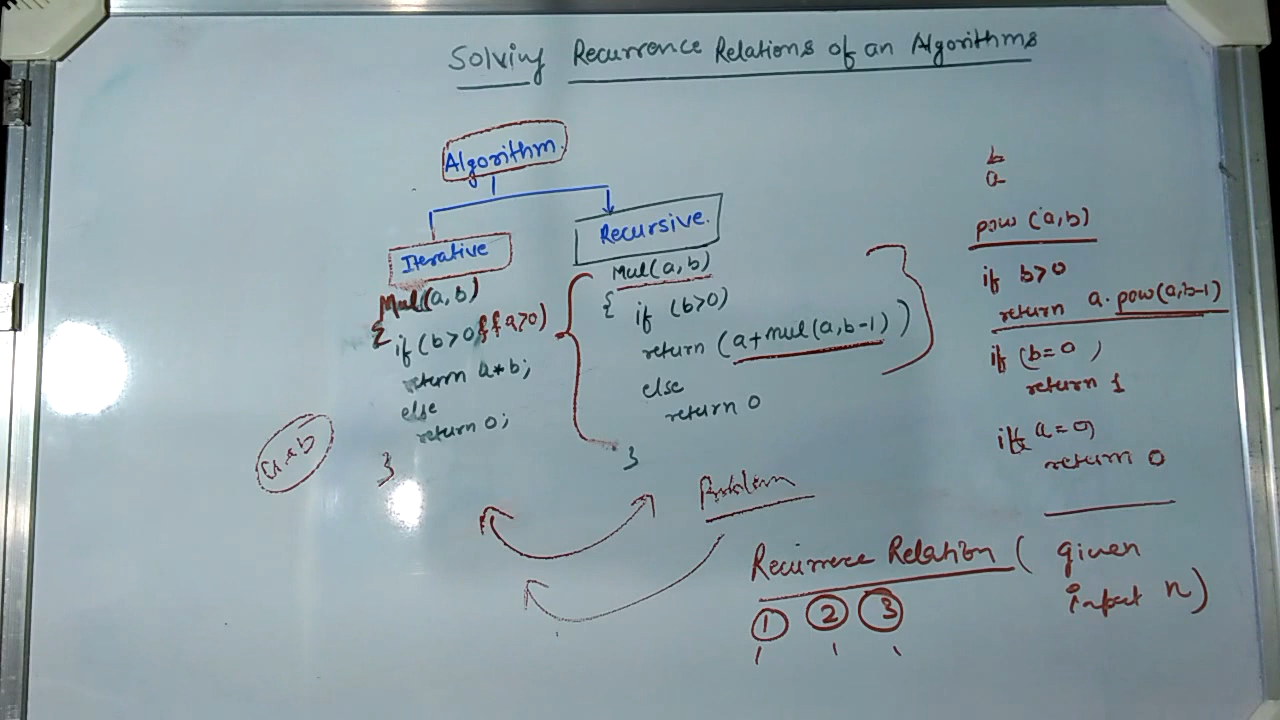 Solving Recurrence Relations of an Algorithms
Algorithm.
Iterative
Mul(a,b)
{
if (b>0 && a>0)
return a*b;
else
return 0;
}
Recursive.
Mul(a,b)
{ if (b>0)
return (a+mul(a,b-1))
else
return 0
}
b
a
pow (a,b)
if b>0
return a. pow(a,b-1)
if (b=0)
return 1
if a=0,
return 0
Problem
Recurrence Relation ( given
input n)
1 2 3